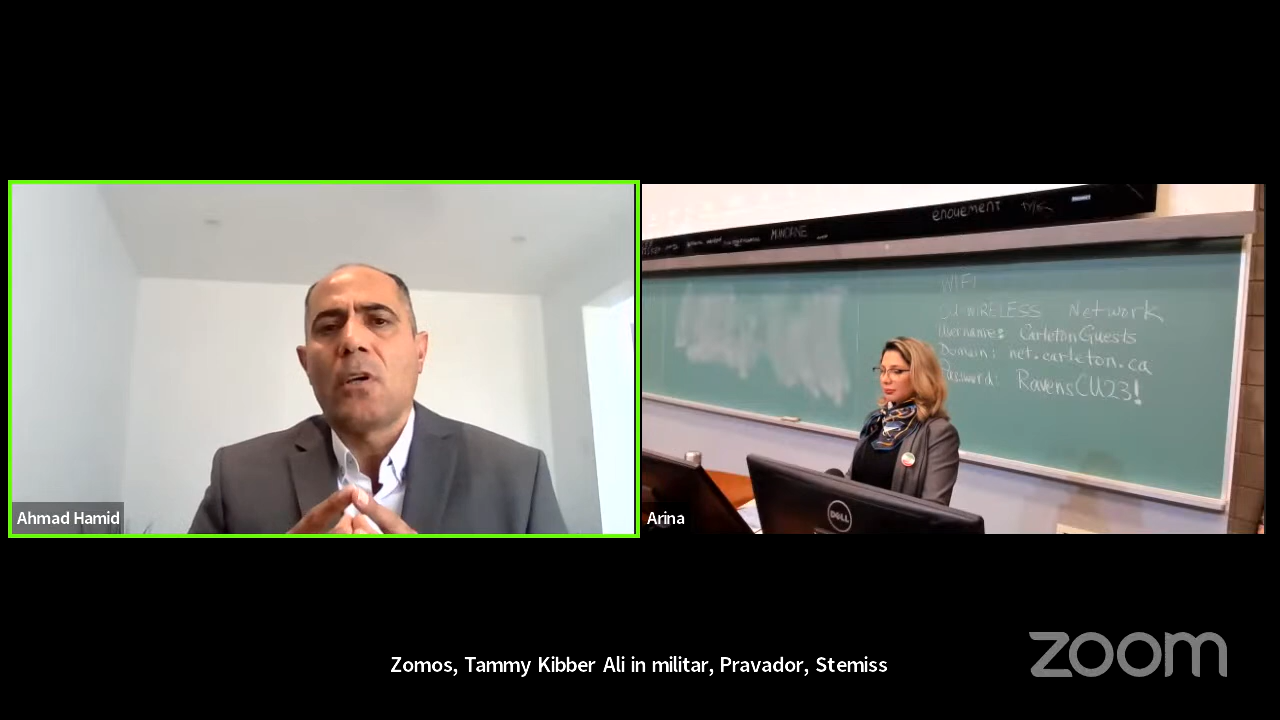 enouement
MUNDANE
WIFI
WIRELESS Network
Username: CarletonGuests
Domain: net.carleton.ca
Password: RavensCU23!
DELL
Ahmad Hamid
Arina
Zomos, Tammy Kibber Ali in militar, Pravador, Stemiss
zoom